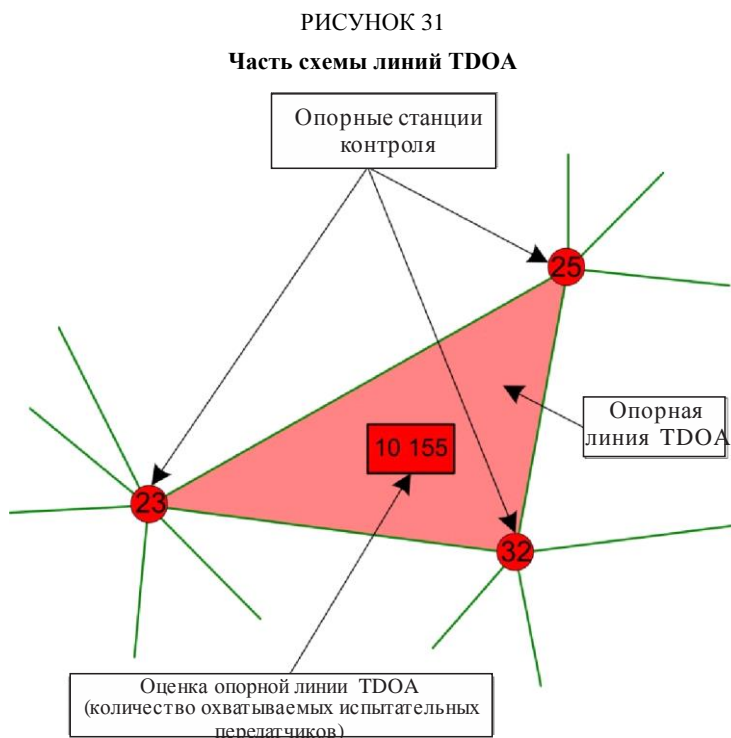 РИСУНОК 31
Часть схемы линий TDOA
Опорные станции
контроля
25
Опорная
линия TDOA
10 155
23
32
Оценка опорной линии TDOA
(количество охватываемых испытательных
передатчиков)